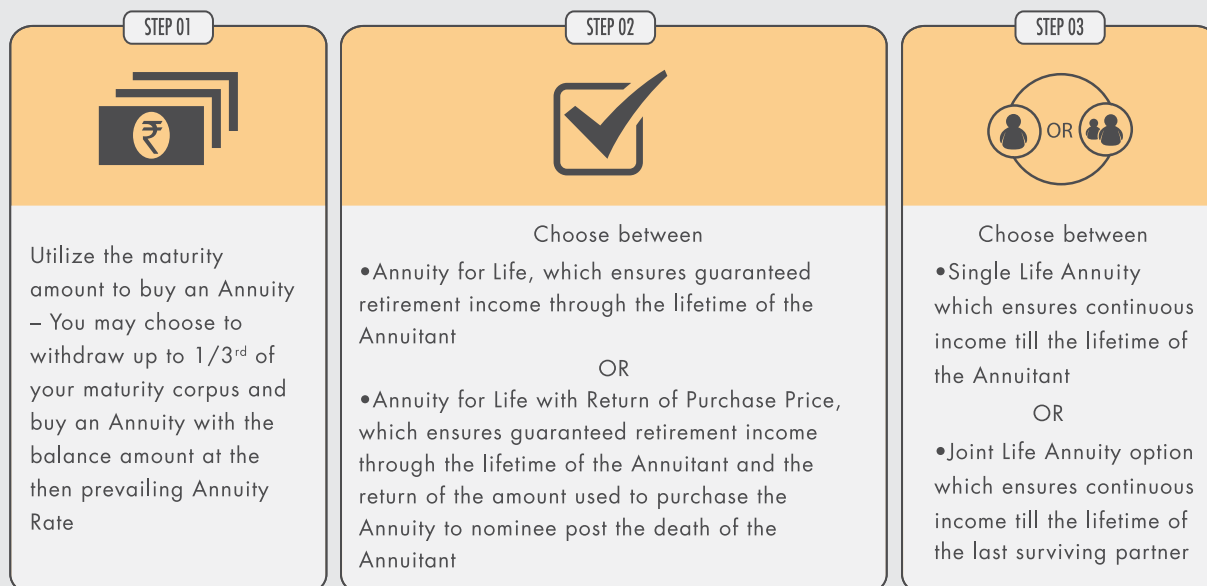 STEP 01
Utilize the maturity
amount to buy an Annuity
– You may choose to
withdraw up to 1/3rd of
your maturity corpus and
buy an Annuity with the
balance amount at the
then prevailing Annuity
Rate
STEP 02
Choose between
•Annuity for Life, which ensures guaranteed
retirement income through the lifetime of the
Annuitant
OR
•Annuity for Life with Return of Purchase Price,
which ensures guaranteed retirement income
through the lifetime of the Annuitant and the
return of the amount used to purchase the
Annuity to nominee post the death of the
Annuitant
STEP 03
OR
Choose between
•Single Life Annuity
which ensures continuous
income till the lifetime of
the Annuitant
OR
•Joint Life Annuity option
which ensures continuous
income till the lifetime of
the last surviving partner